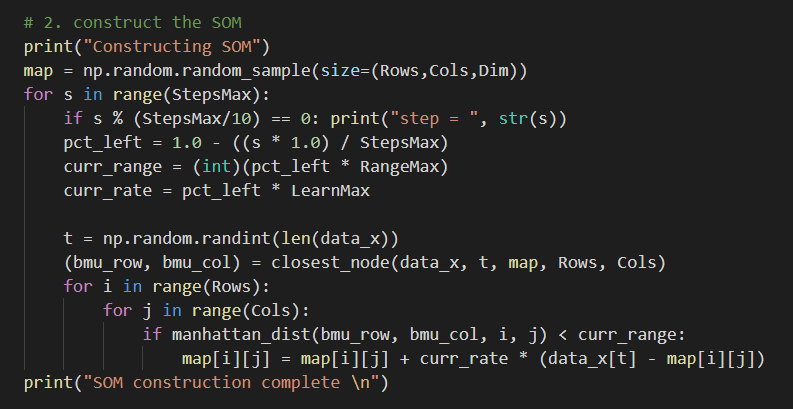 # 2. construct the SOM
print("Constructing SOM")
map = np.random.random_sample(size=(Rows,Cols,Dim))
for s in range(StepsMax):
    if s % (StepsMax/10) == 0: print("step = ", str(s))
    pct_left = 1.0 - ((s * 1.0) / StepsMax)
    curr_range = (int)(pct_left * RangeMax)
    curr_rate = pct_left * LearnMax

    t = np.random.randint(len(data_x))
    (bmu_row, bmu_col) = closest_node(data_x, t, map, Rows, Cols)
    for i in range(Rows):
        for j in range(Cols):
            if manhattan_dist(bmu_row, bmu_col, i, j) < curr_range:
                map[i][j] = map[i][j] + curr_rate * (data_x[t] - map[i][j])
print("SOM construction complete \n")